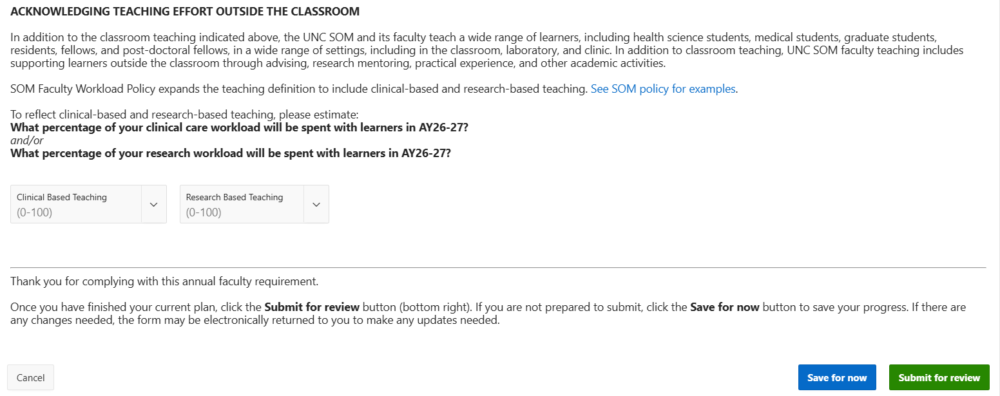 ACKNOWLEDGING TEACHING EFFORT OUTSIDE THE CLASSROOM
In addition to the classroom teaching indicated above, the UNC SOM and its faculty teach a wide range of learners, including health science students, medical students, graduate students,
residents, fellows, and post-doctoral fellows, in a wide range of settings, including in the classroom, laboratory, and clinic. In addition to classroom teaching, UNC SOM faculty teaching includes
supporting learners outside the classroom through advising, research mentoring, practical experience, and other academic activities.
SOM Faculty Workload Policy expands the teaching definition to include clinical-based and research-based teaching. See SOM policy for examples.
To reflect clinical-based and research-based teaching, please estimate:
What percentage of your clinical care workload will be spent with learners in AY26-27?
and/or
What percentage of your research workload will be spent with learners in AY26-27?
Clinical Based Teaching
(0-100)
Research Based Teaching
(0-100)
Thank you for complying with this annual faculty requirement.
Once you have finished your current plan, click the Submit for review button (bottom right). If you are not prepared to submit, click the Save for now button to save your progress. If there are
any changes needed, the form may be electronically returned to you to make any updates needed.
Cancel
Save for now
Submit for review